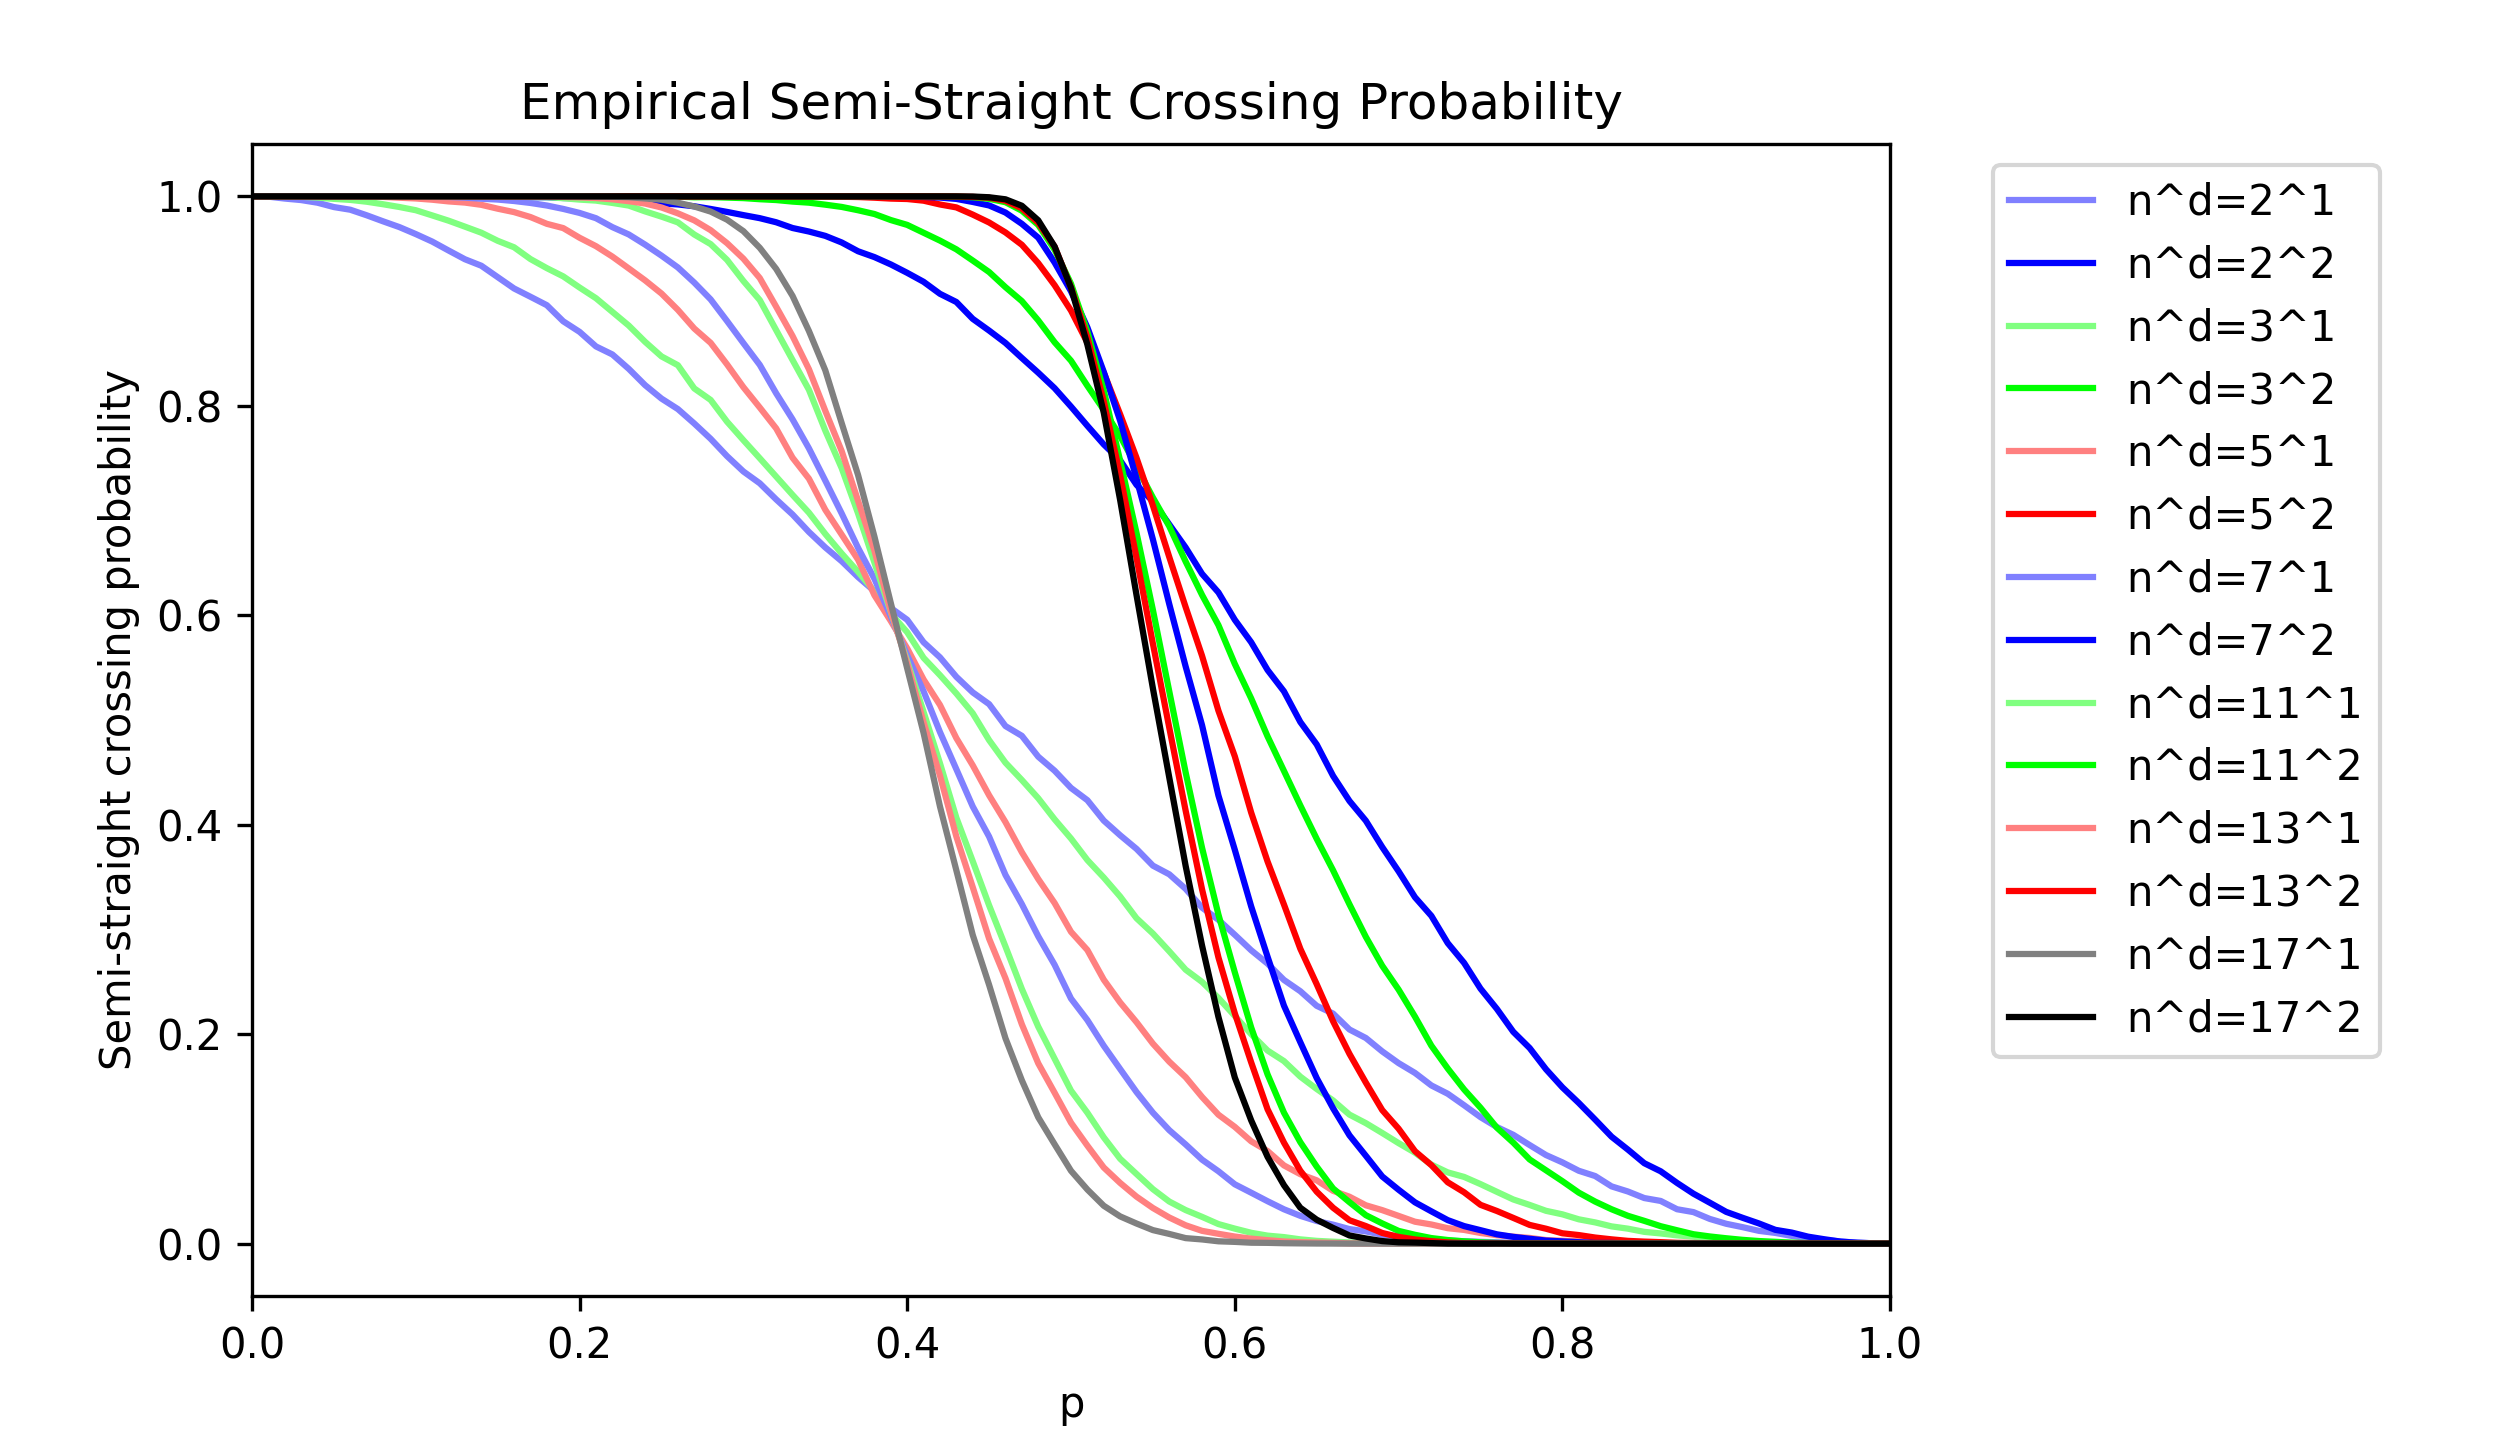 Empirical Semi-Straight Crossing Probability
Semi-straight crossing probability
1.0
0.8
0.6
0.4
0.2
0.0
0.0 0.2 0.4 0.6 0.8 1.0
p
n^d=2^1
n^d=2^2
n^d=3^1
n^d=3^2
n^d=5^1
n^d=5^2
n^d=7^1
n^d=7^2
n^d=11^1
n^d=11^2
n^d=13^1
n^d=13^2
n^d=17^1
n^d=17^2